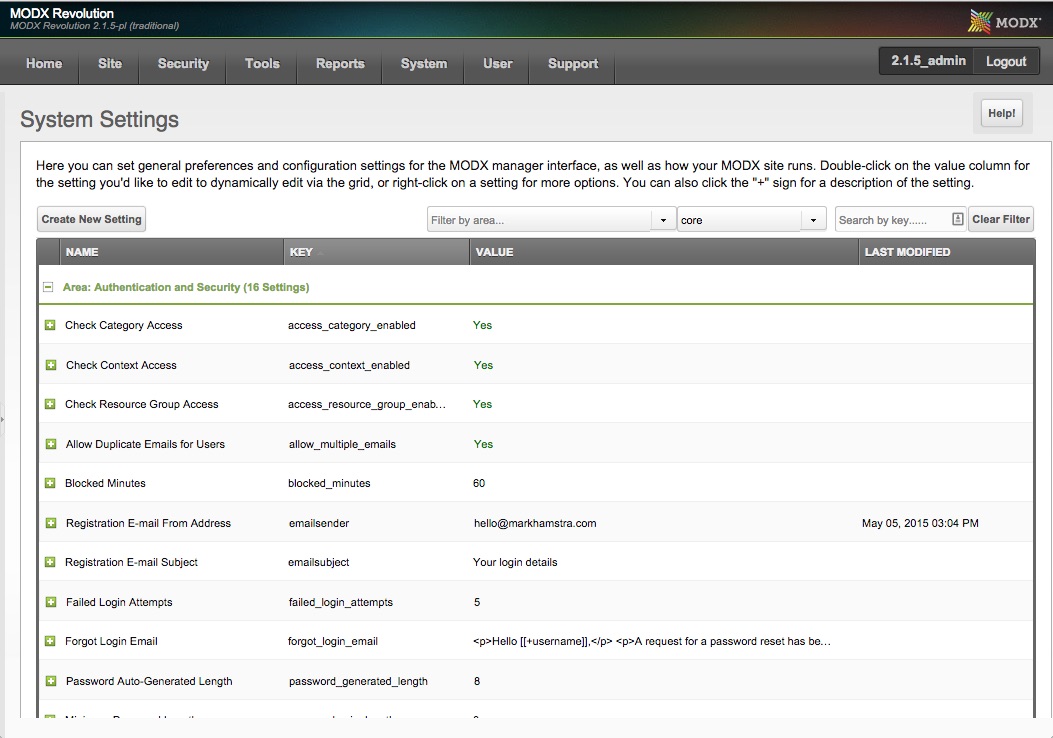 MODX Revolution
MODX Revolution 2.1.5-pl (traditional)
MODX
Home Site Security Tools Reports System User Support 2.1.5_admin Logout
System Settings
Help!
Here you can set general preferences and configuration settings for the MODX manager interface, as well as how your MODX site runs. Double-click on the value column for
the setting you'd like to edit to dynamically edit via the grid, or right-click on a setting for more options. You can also click the "+" sign for a description of the setting.
Create New Setting Filter by area... core Search by key...... Clear Filter
NAME KEY VALUE LAST MODIFIED
Area: Authentication and Security (16 Settings)
Check Category Access access_category_enabled Yes
Check Context Access access_context_enabled Yes
Check Resource Group Access access_resource_group_enab... Yes
Allow Duplicate Emails for Users allow_multiple_emails Yes
Blocked Minutes blocked_minutes 60
Registration E-mail From Address emailsender hello@markhamstra.com May 05, 2015 03:04 PM
Registration E-mail Subject emailsubject Your login details
Failed Login Attempts failed_login_attempts 5
Forgot Login Email forgot_login_email <p>Hello [[+username]],</p> <p>A request for a password reset has be...
Password Auto-Generated Length password_generated_length 8